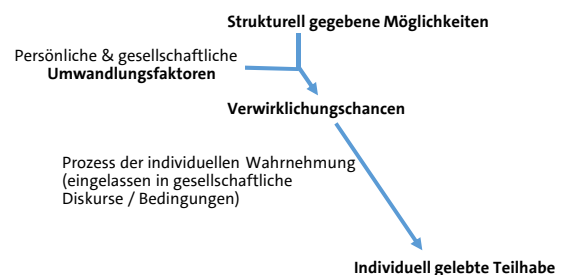 Strukturell gegebene Möglichkeiten
Persönliche & gesellschaftliche
Umwandlungsfaktoren
Verwirklichungschancen
Prozess der individuellen Wahrnehmung
(eingelassen in gesellschaftliche
Diskurse / Bedingungen)
Individuell gelebte Teilhabe